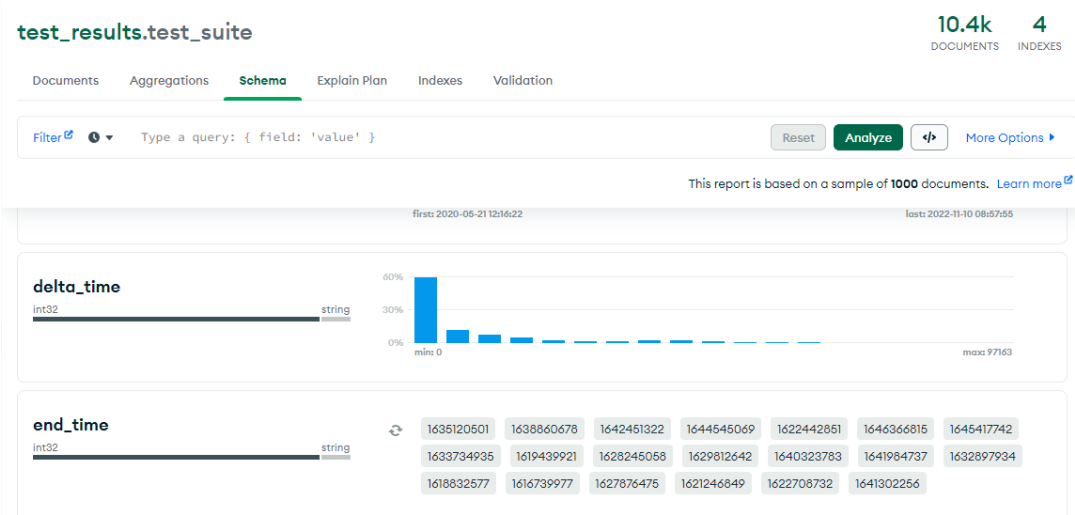 test_results.test_suite
10.4k 4
DOCUMENTS INDEXES
Documents Aggregations Schema Explain Plan Indexes Validation
Filter Type a query: { field: 'value' } Reset Analyze </> More Options
This report is based on a sample of 1000 documents. Learn more
first: 2020-05-21 12:16:22 last: 2022-11-10 08:57:55
delta_time
int32 string
60%
30%
0%
min: 0 max: 97163
end_time
int32 string
1635120501 1638860678 1642451322 1644545069 1622442851 1646366815 1645417742
1633734935 1619439921 1628245058 1629812642 1640323783 1641984737 1632897934
1618832577 1616739977 1627876475 1621246849 1622708732 1641302256